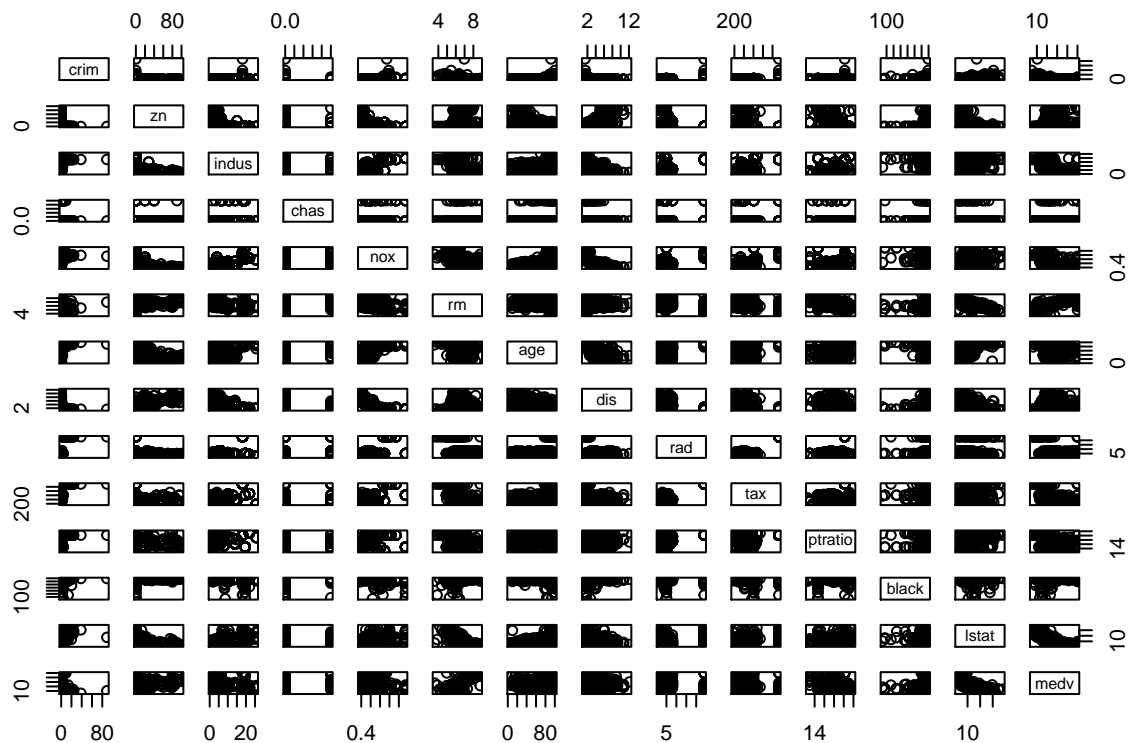 0 80 0.0 4 8 2 12 200 100 10
crim 0
0 zn
indus 0
0.0 chas
nox 0.4
4 rm
age 0
2 dis
rad 5
200 tax
ptratio 14
100 black
lstat 10
10 medv
0 80 0 20 0.4 0 80 5 14 10